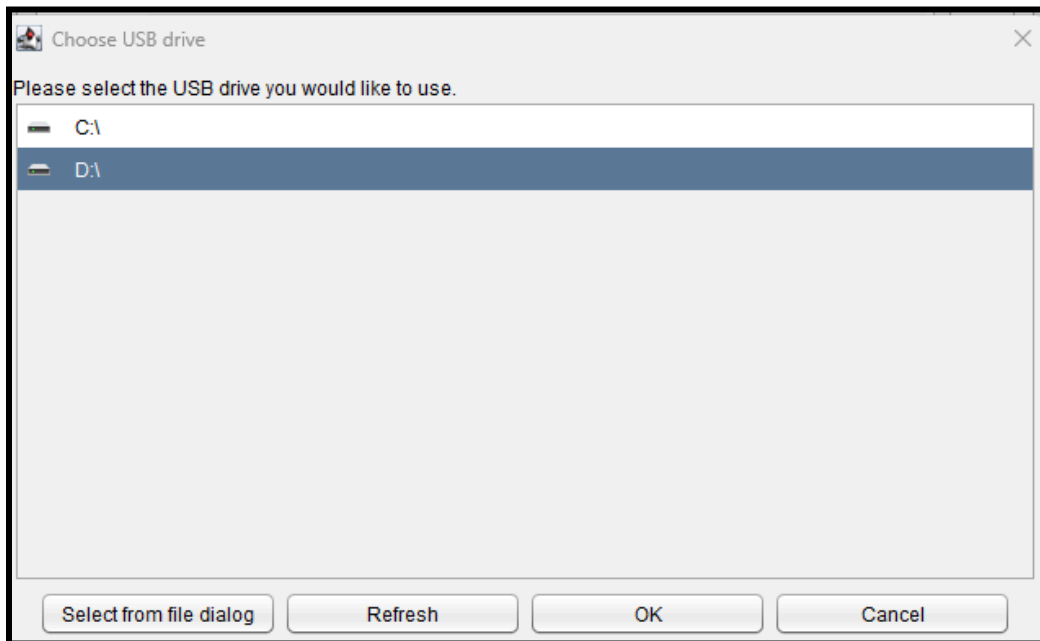 Choose USB drive
Please select the USB drive you would like to use.
C:\
D:\
Select from file dialog Refresh OK Cancel